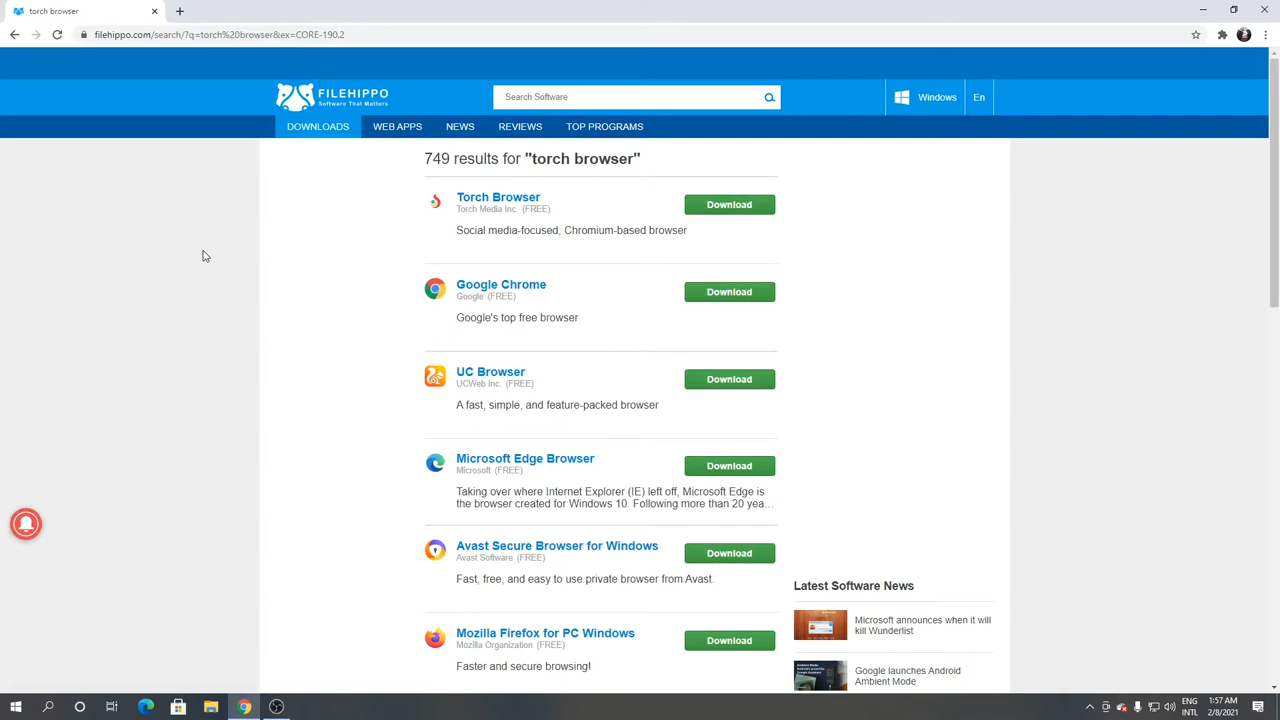 torch browser
filehippo.com/search/?q=torch%20browser&ex=CORE-190.2
FILEHIPPO
Software That Matters
Search Software
Windows
En
DOWNLOADS
WEB APPS
NEWS
REVIEWS
TOP PROGRAMS
749 results for "torch browser"
Torch Browser
Torch Media Inc. (FREE)
Download
Social media-focused, Chromium-based browser
Google Chrome
Google (FREE)
Download
Google's top free browser
UC Browser
UCWeb Inc. (FREE)
Download
A fast, simple, and feature-packed browser
Microsoft Edge Browser
Microsoft (FREE)
Download
Taking over where Internet Explorer (IE) left off, Microsoft Edge is
the browser created for Windows 10. Following more than 20 yea...
Avast Secure Browser for Windows
Avast Software (FREE)
Download
Fast, free, and easy to use private browser from Avast.
Mozilla Firefox for PC Windows
Mozilla Organization (FREE)
Download
Faster and secure browsing!
Latest Software News
Microsoft announces when it will
kill Wunderlist
Google launches Android
Ambient Mode
ENG
INTL
1:57 AM
2/8/2021